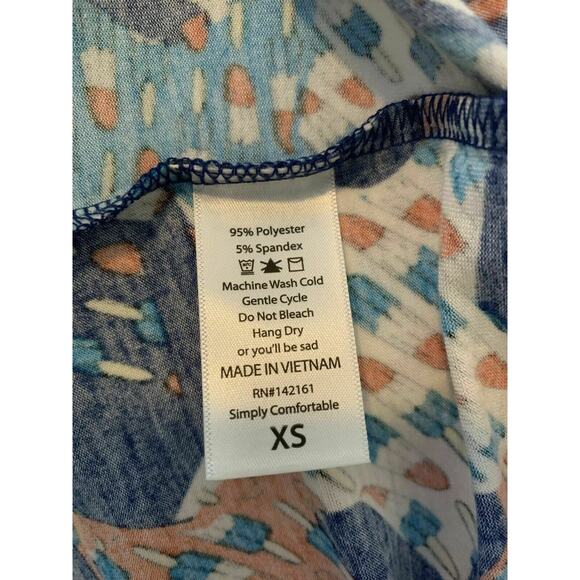 95% Polyester
5% Spandex
Machine Wash Cold
Gentle Cycle
Do Not Bleach
Hang Dry
or you'll be sad
MADE IN VIETNAM
RN#142161
Simply Comfortable
XS